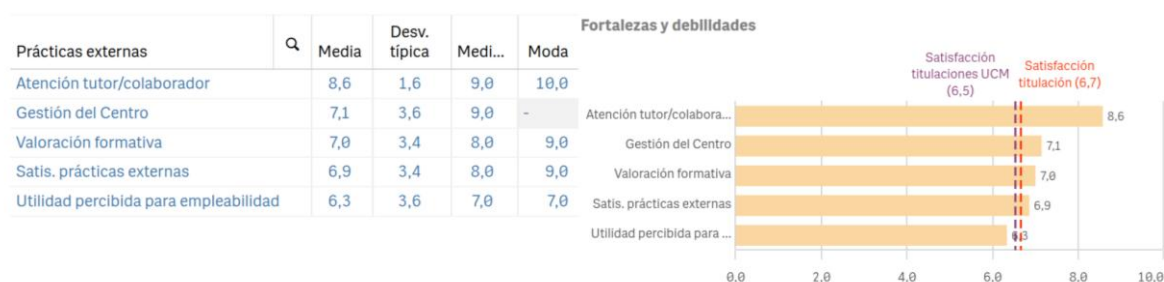 Prácticas externas Media Desv. típica Medi... Moda
Atención tutor/colaborador 8,6 1,6 9,0 10,0
Gestión del Centro 7,1 3,6 9,0 -
Valoración formativa 7,0 3,4 8,0 9,0
Satis. prácticas externas 6,9 3,4 8,0 9,0
Utilidad percibida para empleabilidad 6,3 3,6 7,0 7,0
Fortalezas y debilidades
Satisfacción
titulaciones UCM
(6,5)
Satisfacción
titulación (6,7)
Atención tutor/colabora... 8,6
Gestión del Centro 7,1
Valoración formativa 7,0
Satis. prácticas externas 6,9
Utilidad percibida para ... 6,3
0.0 2.0 4.0 6.0 8.0 10.0